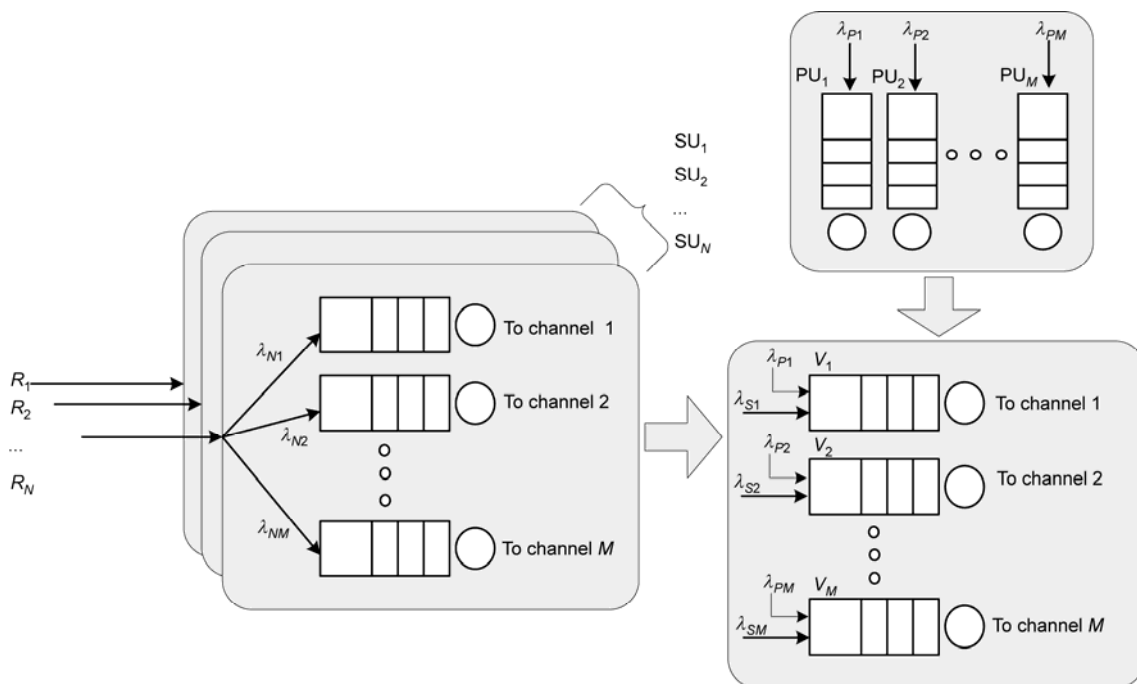 λP1 λP2 λPM
PU1 PU2 PUM
SU1
SU2
...
SUN
R1
R2
...
RN
λN1
λN2
λNM
To channel 1
To channel 2
To channel M
λP1 V1
λS1
To channel 1
λP2 V2
λS2
To channel 2
λPM VM
λSM
To channel M